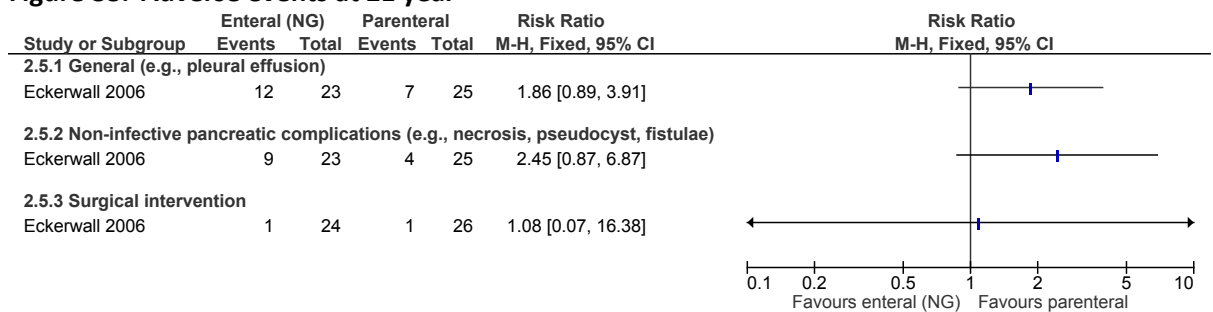 Enteral (NG) Parenteral Risk Ratio Risk Ratio
Study or Subgroup Events Total Events Total M-H, Fixed, 95% CI M-H, Fixed, 95% CI
2.5.1 General (e.g., pleural effusion)
Eckerwall 2006 12 23 7 25 1.86 [0.89, 3.91]
2.5.2 Non-infective pancreatic complications (e.g., necrosis, pseudocyst, fistulae)
Eckerwall 2006 9 23 4 25 2.45 [0.87, 6.87]
2.5.3 Surgical intervention
Eckerwall 2006 1 24 1 26 1.08 [0.07, 16.38]
0.1 0.2 0.5 1 2 5 10
Favours enteral (NG) Favours parenteral